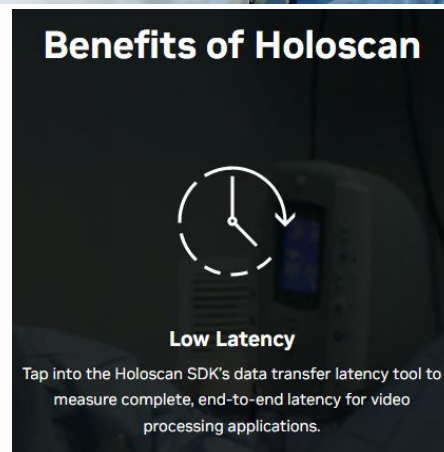 Benefits of Holoscan
Low Latency
Tap into the Holoscan SDK's data transfer latency tool to
measure complete, end-to-end latency for video
processing applications.